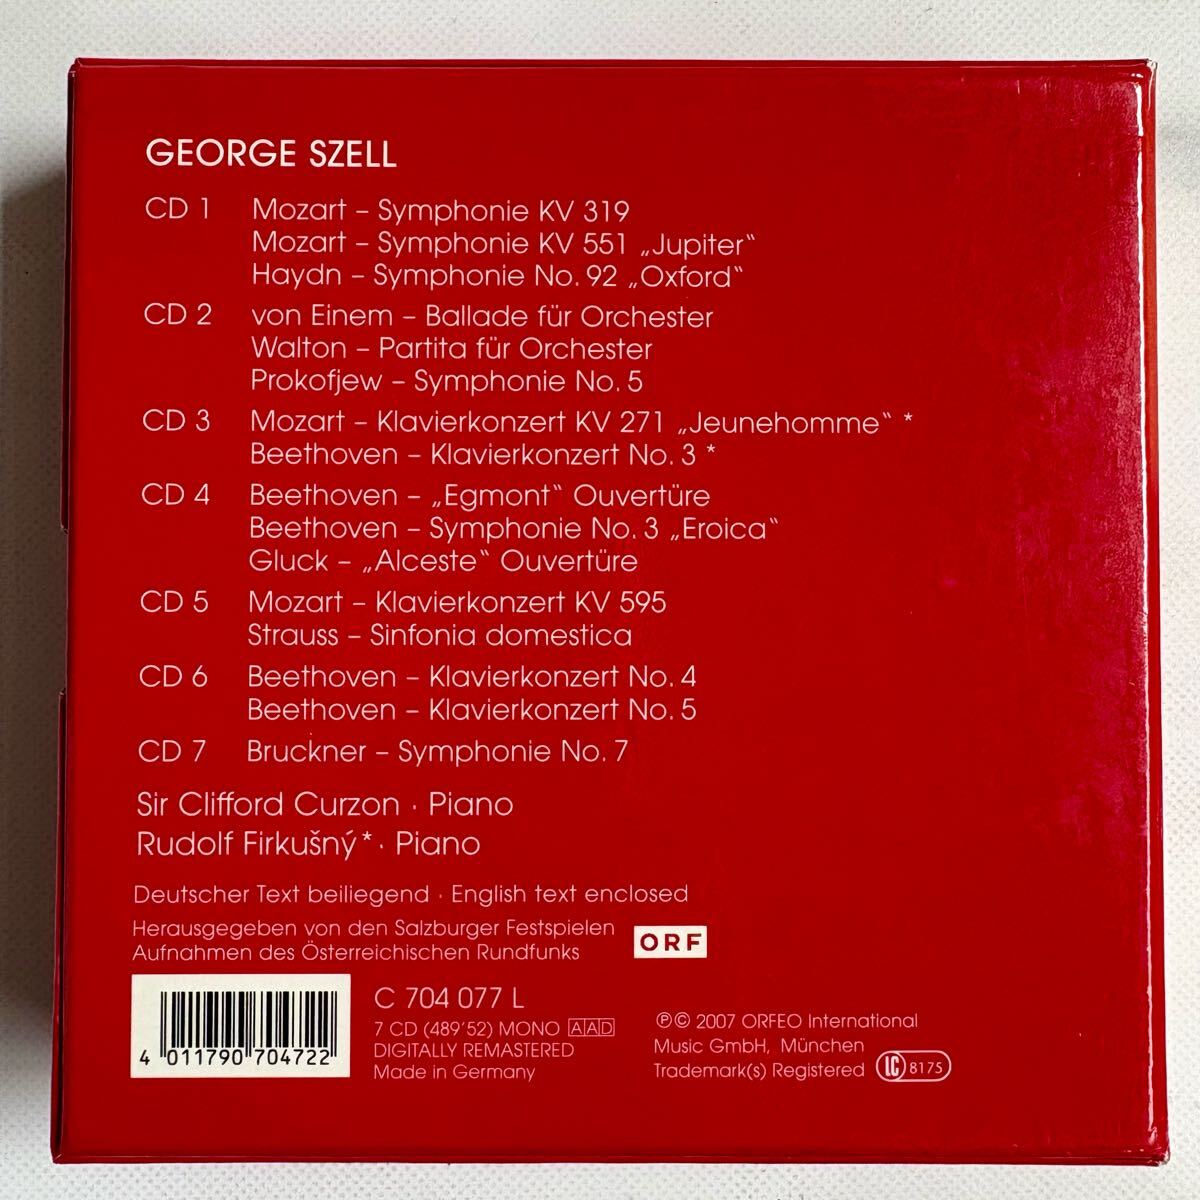 GEORGE SZELL
CD 1 Mozart – Symphonie KV 319
Mozart – Symphonie KV 551 „Jupiter“
Haydn – Symphonie No. 92 „Oxford“
CD 2 von Einem – Ballade für Orchester
Walton – Partita für Orchester
Prokofjew – Symphonie No. 5
CD 3 Mozart – Klavierkonzert KV 271 „Jeunehomme“ *
Beethoven – Klavierkonzert No. 3 *
CD 4 Beethoven – „Egmont“ Ouvertüre
Beethoven – Symphonie No. 3 „Eroica“
Gluck – „Alceste“ Ouvertüre
CD 5 Mozart – Klavierkonzert KV 595
Strauss – Sinfonia domestica
CD 6 Beethoven – Klavierkonzert No. 4
Beethoven – Klavierkonzert No. 5
CD 7 Bruckner – Symphonie No. 7
Sir Clifford Curzon · Piano
Rudolf Firkušný * · Piano
Deutscher Text beiliegend · English text enclosed
Herausgegeben von den Salzburger Festspielen
Aufnahmen des Österreichischen Rundfunks
ORF
4 011790 704722
C 704 077 L
7 CD (489'52) MONO AAD
DIGITALLY REMASTERED
Made in Germany
℗© 2007 ORFEO International
Music GmbH, München
Trademark(s) Registered LC 8175